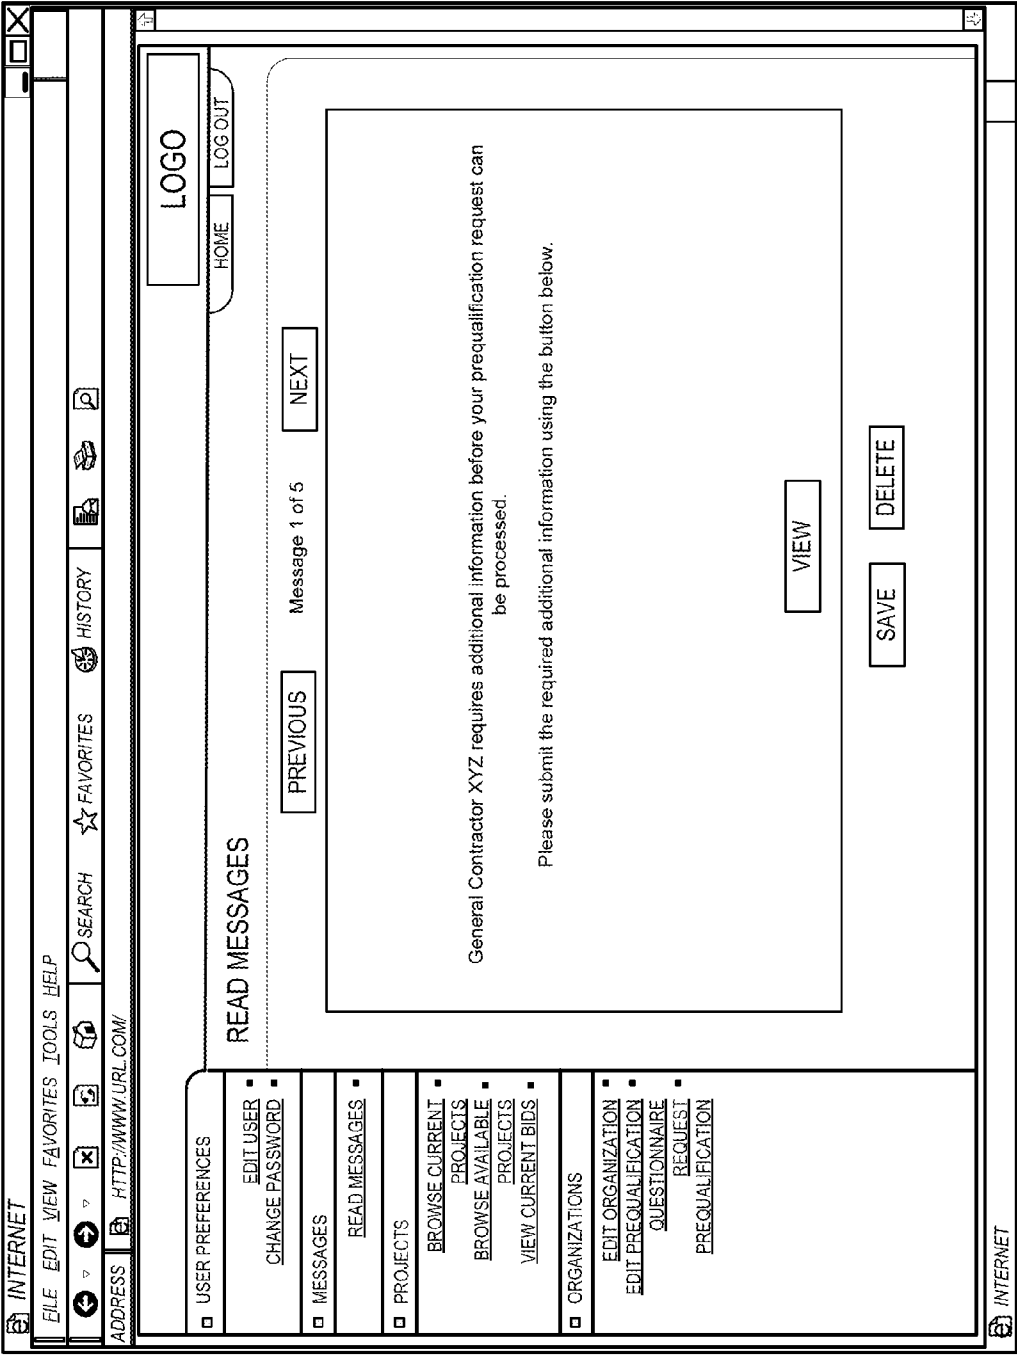 INTERNET
FILE EDIT VIEW FAVORITES TOOLS HELP
SEARCH FAVORITES HISTORY
ADDRESS HTTP://WWW.URL.COM/
LOGO
HOME LOG OUT
USER PREFERENCES
EDIT USER
CHANGE PASSWORD
MESSAGES
READ MESSAGES
PROJECTS
BROWSE CURRENT
PROJECTS
BROWSE AVAILABLE
PROJECTS
VIEW CURRENT BIDS
ORGANIZATIONS
EDIT ORGANIZATION
EDIT PREQUALIFICATION
QUESTIONNAIRE
REQUEST
PREQUALIFICATION
READ MESSAGES
PREVIOUS Message 1 of 5 NEXT
General Contractor XYZ requires additional information before your prequalification request can
be processed.
Please submit the required additional information using the button below.
VIEW
SAVE DELETE
INTERNET